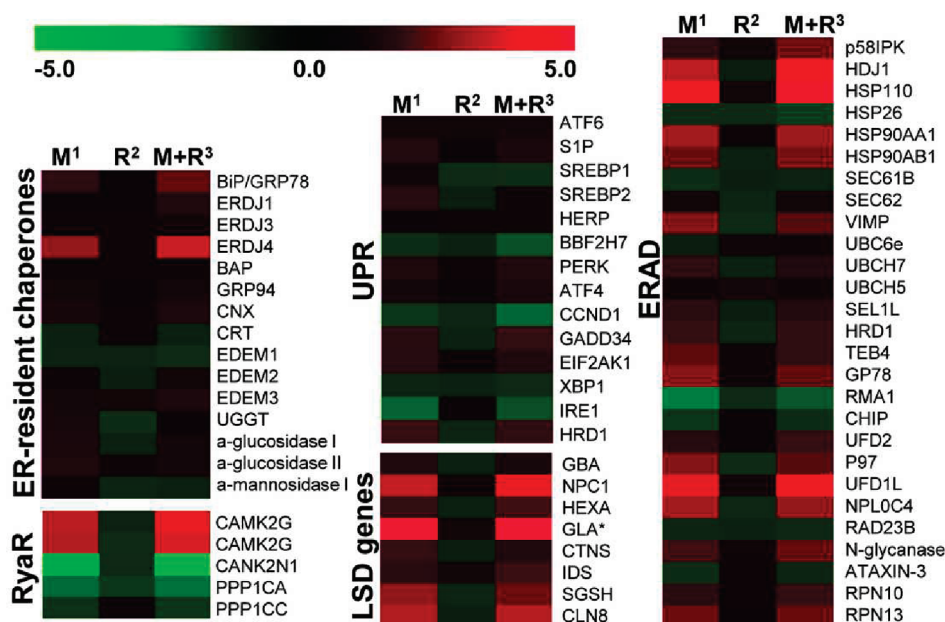 -5.0 0.0 5.0
M¹ R² M+R³
ER-resident chaperones
BiP/GRP78
ERDJ1
ERDJ3
ERDJ4
BAP
GRP94
CNX
CRT
EDEM1
EDEM2
EDEM3
UGGT
a-glucosidase I
a-glucosidase II
a-mannosidase I
RyaR
CAMK2G
CAMK2G
CANK2N1
PPP1CA
PPP1CC
M¹ R² M+R³
UPR
ATF6
S1P
SREBP1
SREBP2
HERP
BBF2H7
PERK
ATF4
CCND1
GADD34
EIF2AK1
XBP1
IRE1
HRD1
LSD genes
GBA
NPC1
HEXA
GLA*
CTNS
IDS
SGSH
CLN8
M¹ R² M+R³
ERAD
p58IPK
HDJ1
HSP110
HSP26
HSP90AA1
HSP90AB1
SEC61B
SEC62
VIMP
UBC6e
UBCH7
UBCH5
SEL1L
HRD1
TEB4
GP78
RMA1
CHIP
UFD2
P97
UFD1L
NPL0C4
RAD23B
N-glycanase
ATAXIN-3
RPN10
RPN13